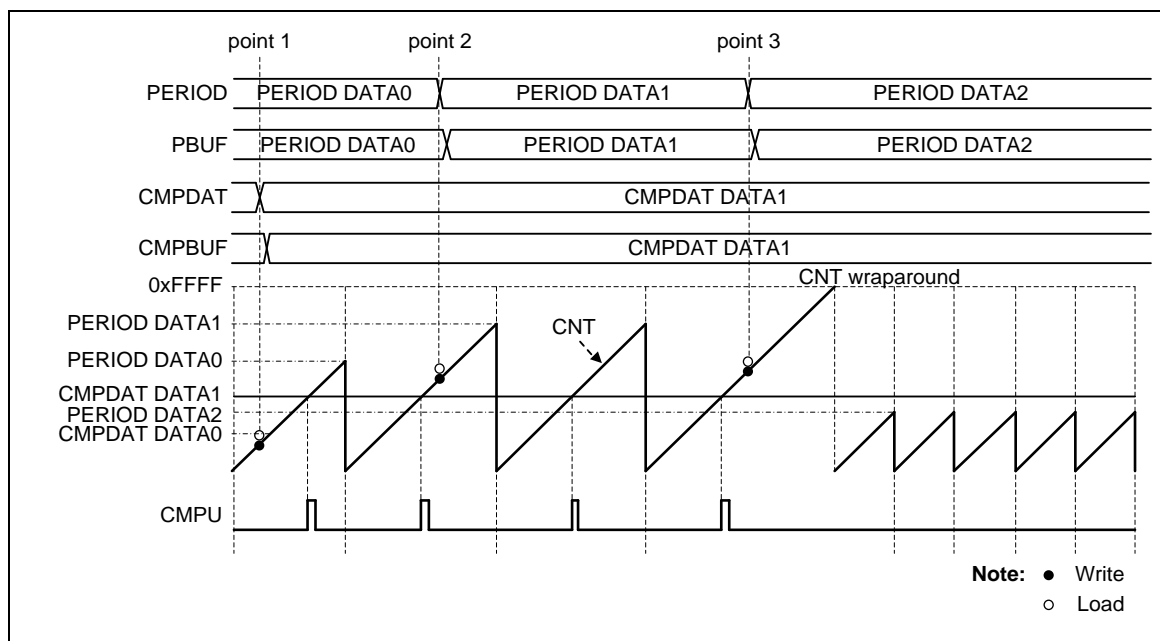 point 1 point 2 point 3
PERIOD PERIOD DATA0 PERIOD DATA1 PERIOD DATA2
PBUF PERIOD DATA0 PERIOD DATA1 PERIOD DATA2
CMPDAT CMPDAT DATA1
CMPBUF CMPDAT DATA1
0xFFFF CNT wraparound
PERIOD DATA1 CNT
PERIOD DATA0
CMPDAT DATA1
PERIOD DATA2
CMPDAT DATA0
CMPU
Note: ● Write
○ Load